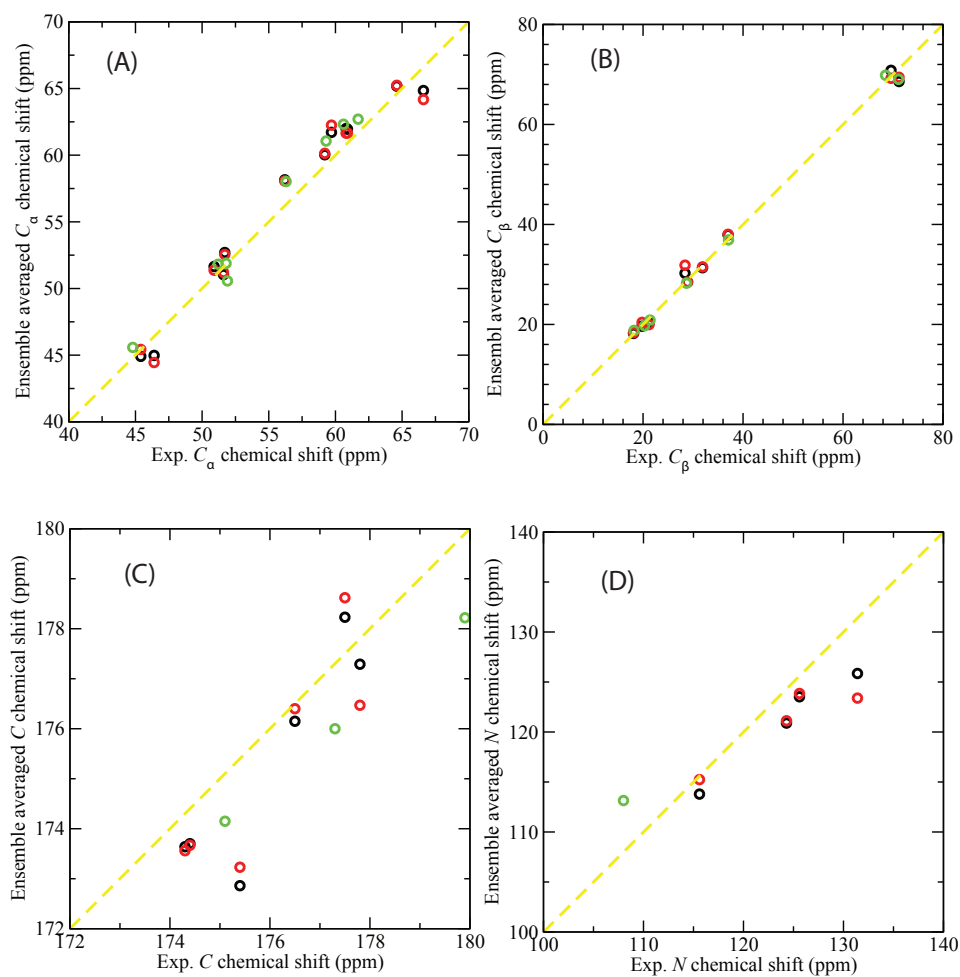 (A)
Ensemble averaged Cα chemical shift (ppm)
70
65
60
55
50
45
40
40 45 50 55 60 65 70
Exp. Cα chemical shift (ppm)
(B)
Ensembl averaged Cβ chemical shift (ppm)
80
60
40
20
0
0 20 40 60 80
Exp. Cβ chemical shift (ppm)
(C)
Ensemble averaged C chemical shift (ppm)
180
178
176
174
172
172 174 176 178 180
Exp. C chemical shift (ppm)
(D)
Ensemble averaged N chemical shift (ppm)
140
130
120
110
100
100 110 120 130 140
Exp. N chemical shift (ppm)